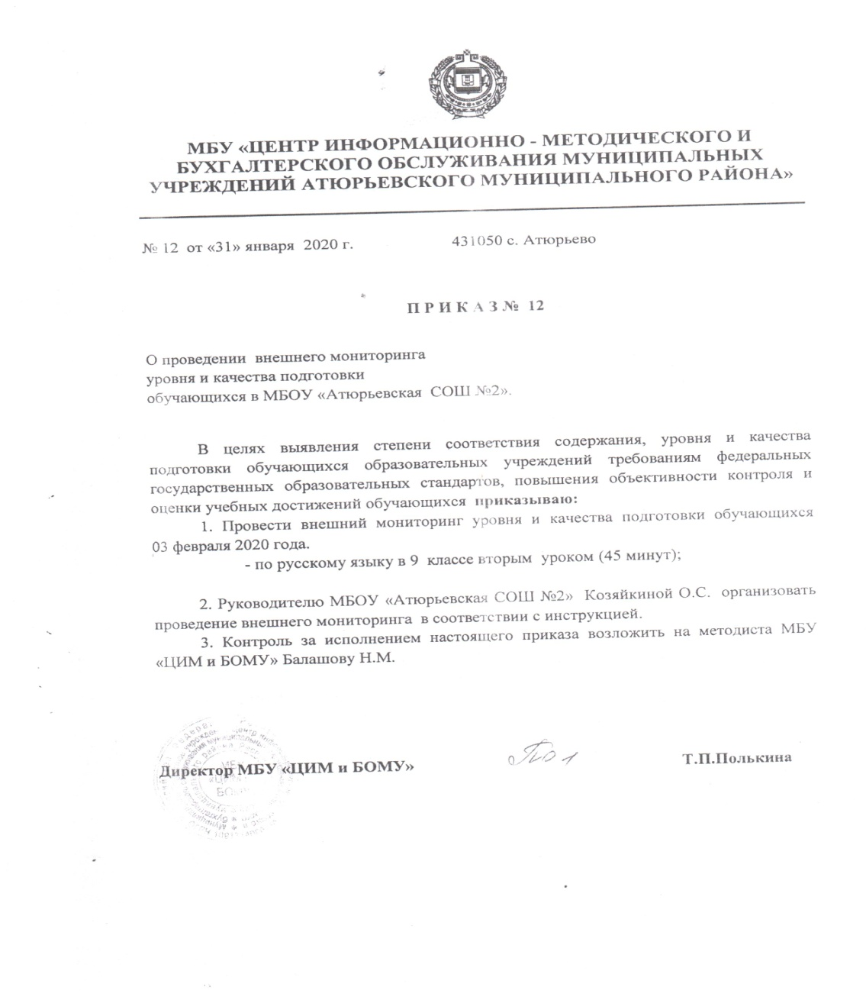 МБУ «ЦЕНТР ИНФОРМАЦИОННО - МЕТОДИЧЕСКОГО И
БУХГАЛТЕРСКОГО ОБСЛУЖИВАНИЯ МУНИЦИПАЛЬНЫХ
УЧРЕЖДЕНИЙ АТЮРЬЕВСКОГО МУНИЦИПАЛЬНОГО РАЙОНА»
№ 12 от «31» января 2020 г. 431050 с. Атюрьево
П Р И К А З № 12
О проведении внешнего мониторинга
уровня и качества подготовки
обучающихся в МБОУ «Атюрьевская СОШ №2».
В целях выявления степени соответствия содержания, уровня и качества
подготовки обучающихся образовательных учреждений требованиям федеральных
государственных образовательных стандартов, повышения объективности контроля и
оценки учебных достижений обучающихся приказываю:
1. Провести внешний мониторинг уровня и качества подготовки обучающихся
03 февраля 2020 года.
- по русскому языку в 9 классе вторым уроком (45 минут);
2. Руководителю МБОУ «Атюрьевская СОШ №2» Козяйкиной О.С. организовать
проведение внешнего мониторинга в соответствии с инструкцией.
3. Контроль за исполнением настоящего приказа возложить на методиста МБУ
«ЦИМ и БОМУ» Балашову Н.М.
Директор МБУ «ЦИМ и БОМУ» Т.П.Полькина